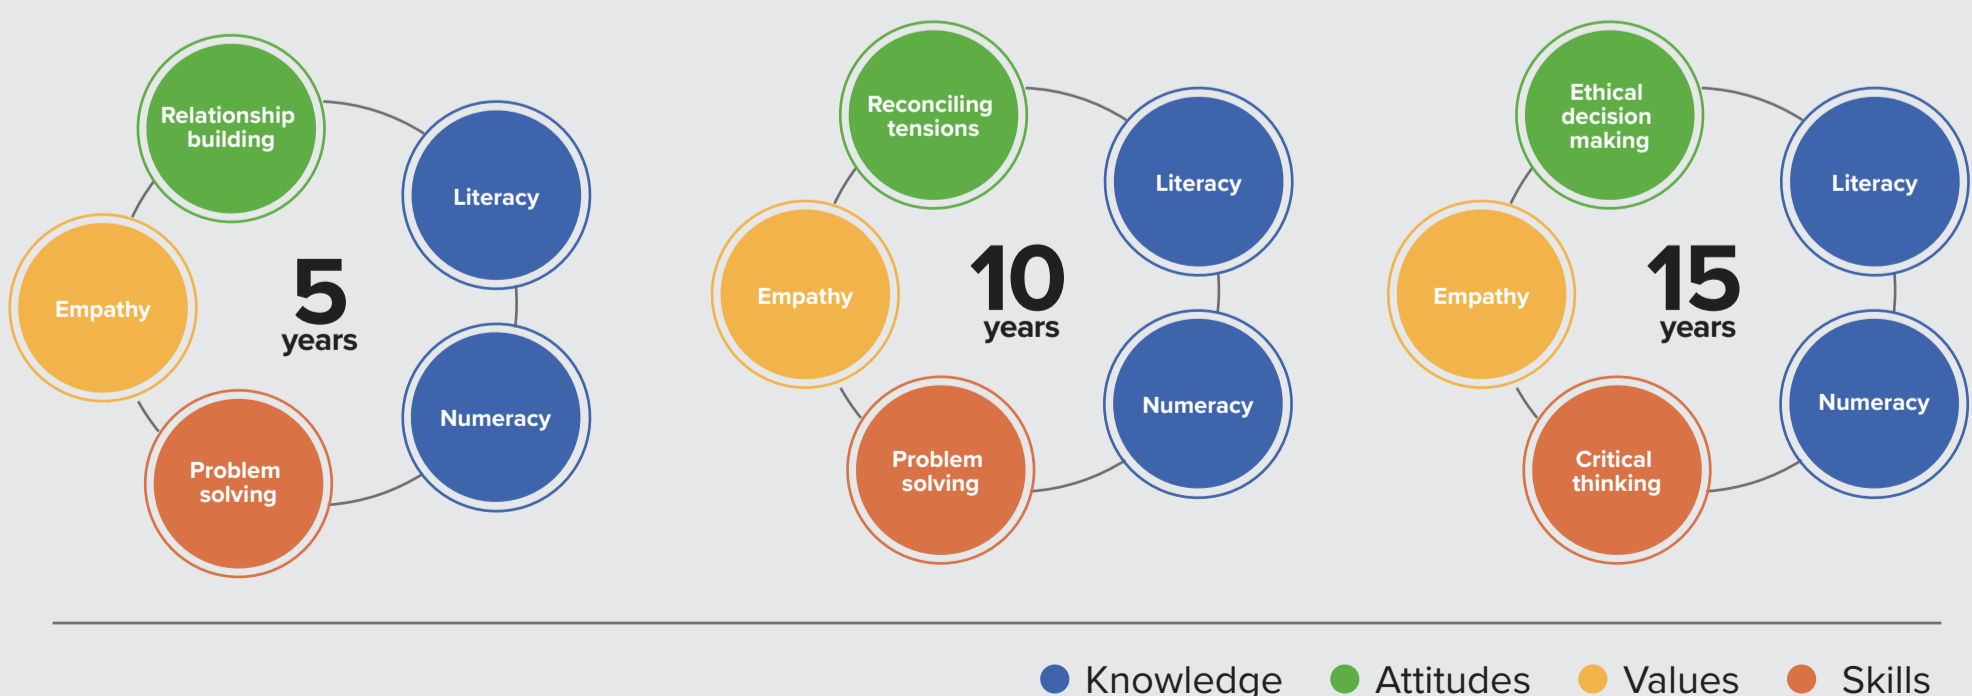 Relationship
building
Literacy
Empathy
5
years
Numeracy
Problem
solving
Reconciling
tensions
Literacy
Empathy
10
years
Numeracy
Problem
solving
Ethical
decision
making
Literacy
Empathy
15
years
Numeracy
Critical
thinking
Knowledge
Attitudes
Values
Skills